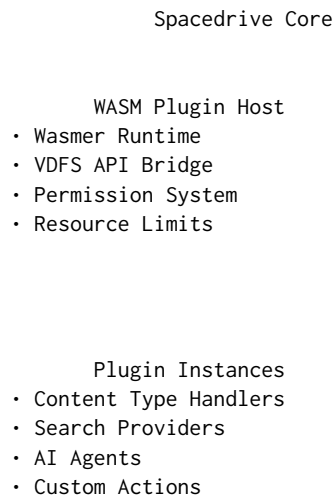 Spacedrive Core
WASM Plugin Host
• Wasmer Runtime
• VDFS API Bridge
• Permission System
• Resource Limits
Plugin Instances
• Content Type Handlers
• Search Providers
• AI Agents
• Custom Actions